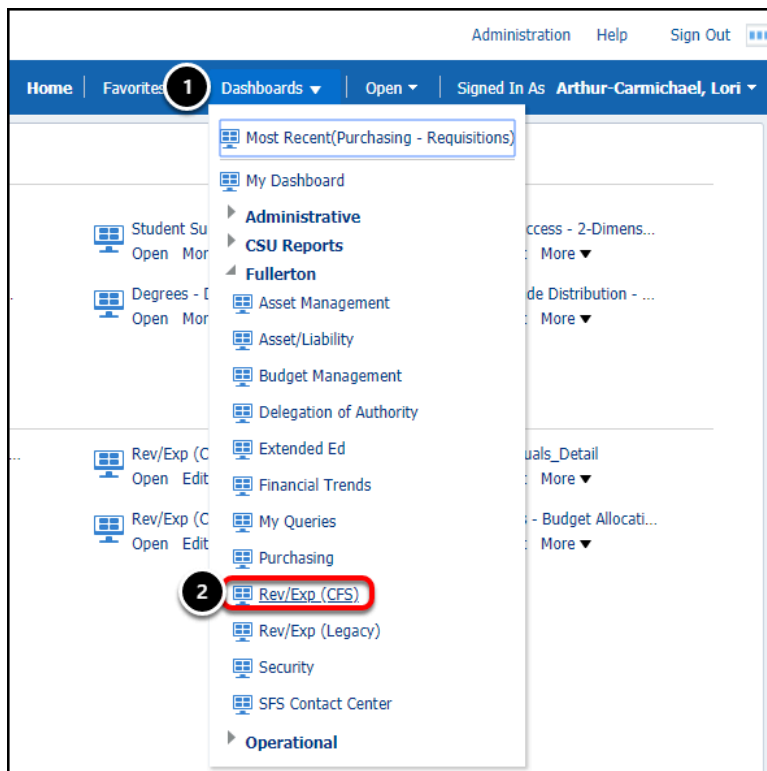 Administration Help Sign Out
Home Favorites 1 Dashboards Open Signed In As Arthur-Carmichael, Lori
Most Recent(Purchasing - Requisitions)
My Dashboard
Administrative
Student Su ccess - 2-Dimens...
CSU Reports
Open Mor : More
Fullerton
Degrees - D de Distribution - ...
Asset Management
Open Mor : More
Asset/Liability
Budget Management
Delegation of Authority
... Rev/Exp (C uals_Detail
Extended Ed
Open Edit : More
Financial Trends
Rev/Exp (C s - Budget Allocati...
My Queries
Open Edit : More
Purchasing
2 Rev/Exp (CFS)
Rev/Exp (Legacy)
Security
SFS Contact Center
Operational